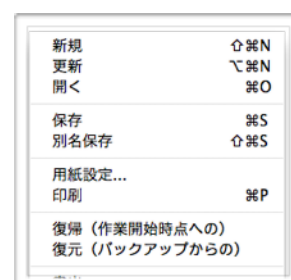 新規 ⇧⌘N
更新 ⌥⌘N
開く ⌘O
保存 ⌘S
別名保存 ⇧⌘S
用紙設定...
印刷 ⌘P
復帰（作業開始時点への）
復元（バックアップからの）